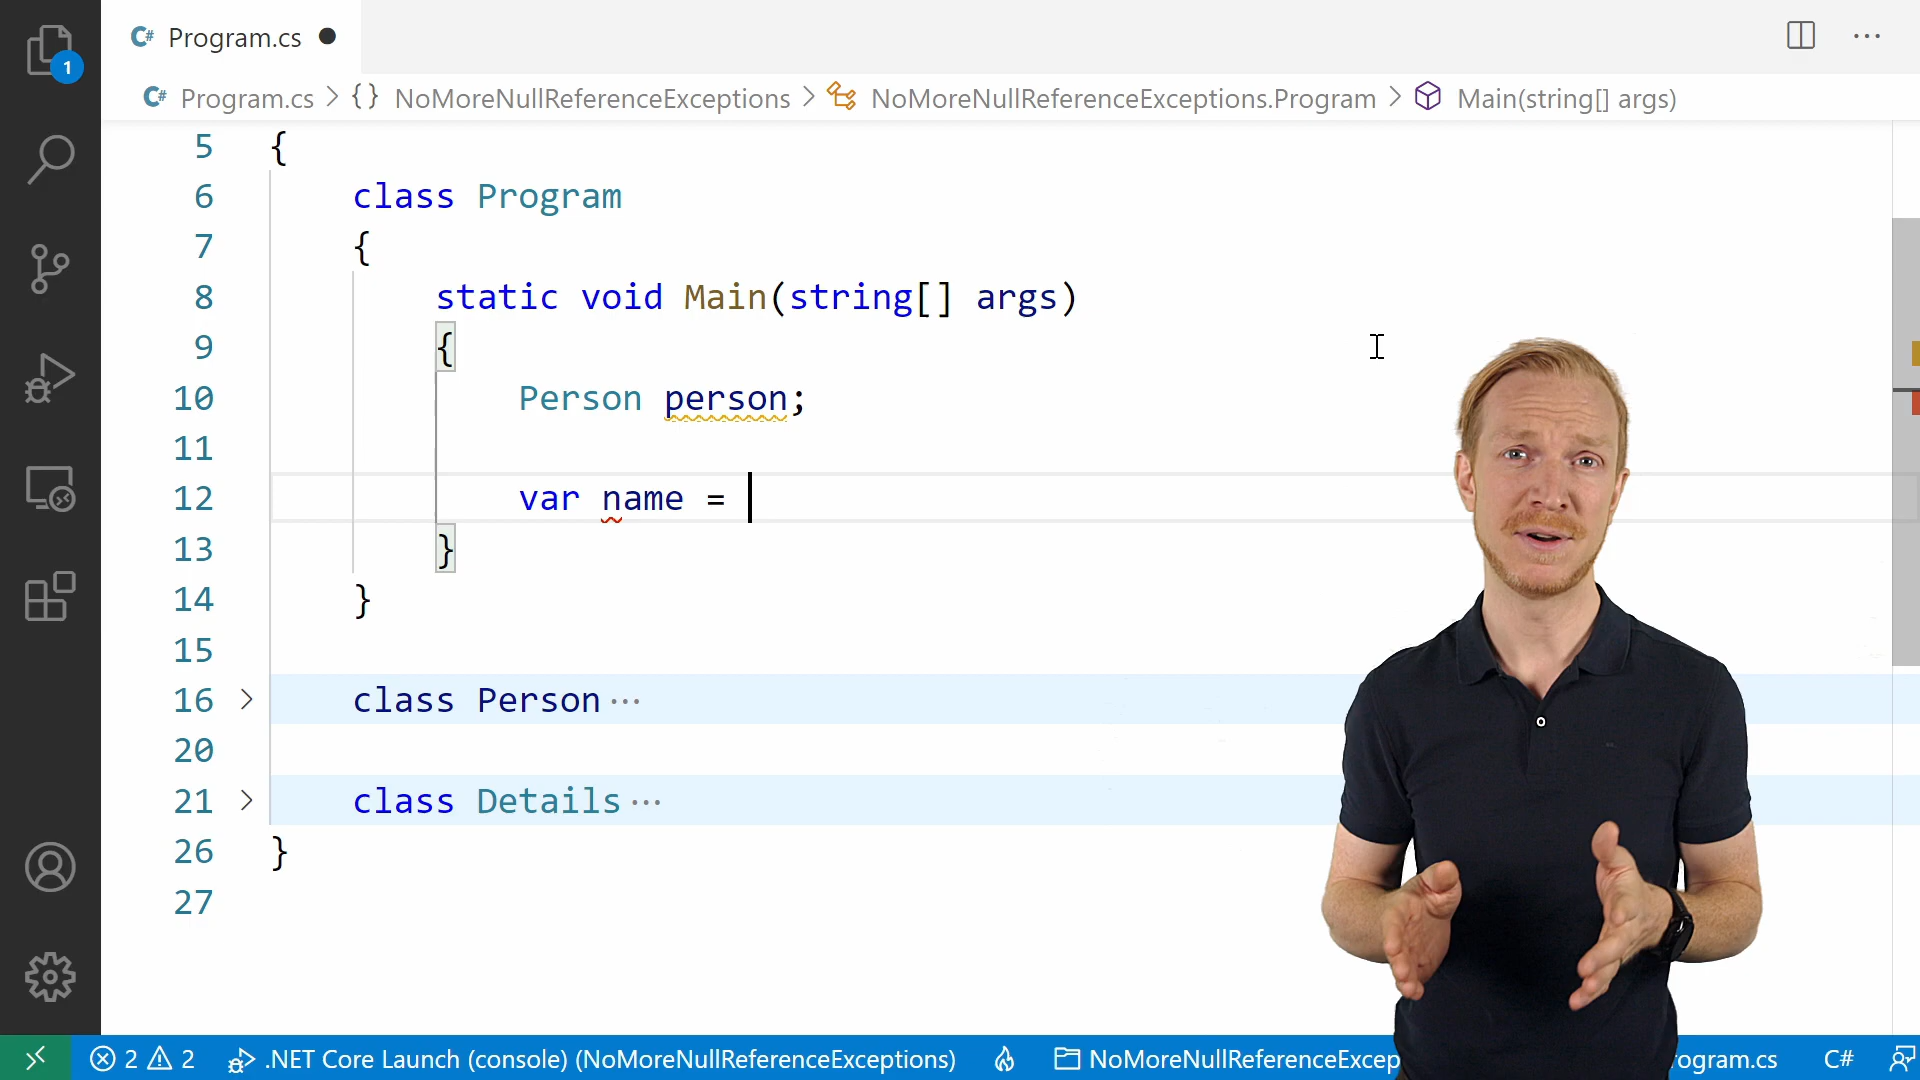 C# Program.cs
1
C# Program.cs > {} NoMoreNullReferenceExceptions > NoMoreNullReferenceExceptions.Program > Main(string[] args)
5 {
6 class Program
7 {
8 static void Main(string[] args)
9 {
10 Person person;
11
12 var name =
13 }
14 }
15
16 > class Person ...
20
21 > class Details ...
26 }
27
2 2 .NET Core Launch (console) (NoMoreNullReferenceExceptions) NoMoreNullReferenceExcep rogram.cs C#